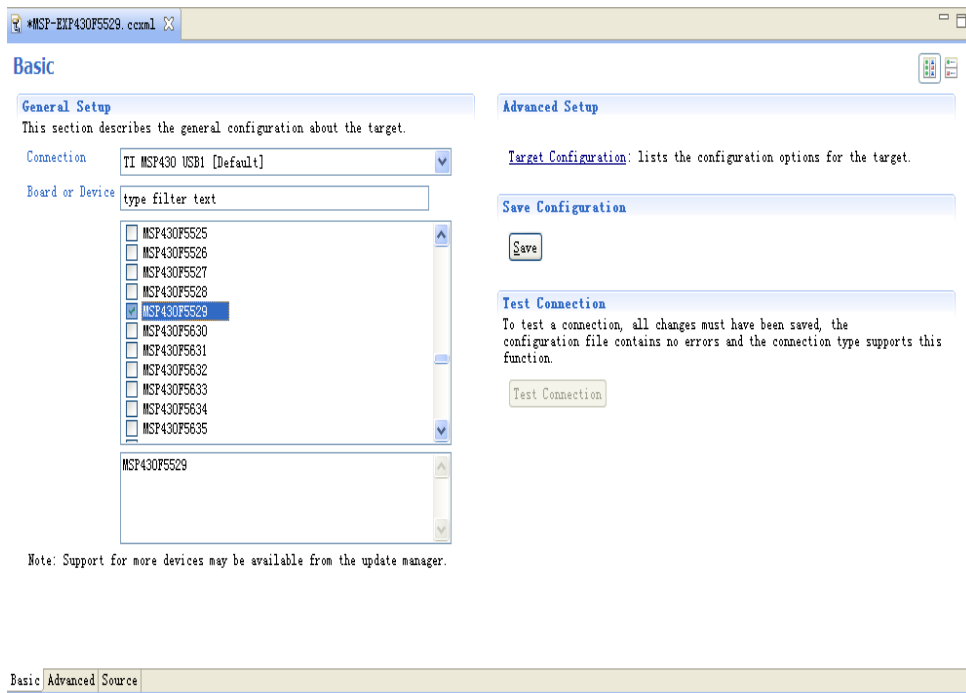 *MSP-EXP430F5529.ccxml
Basic
General Setup
This section describes the general configuration about the target.
Connection
TI MSP430 USB1 [Default]
Board or Device
type filter text
MSP430F5525
MSP430F5526
MSP430F5527
MSP430F5528
MSP430F5529
MSP430F5630
MSP430F5631
MSP430F5632
MSP430F5633
MSP430F5634
MSP430F5635
MSP430F5529
Note: Support for more devices may be available from the update manager.
Advanced Setup
Target Configuration: lists the configuration options for the target.
Save Configuration
Save
Test Connection
To test a connection, all changes must have been saved, the
configuration file contains no errors and the connection type supports this
function.
Test Connection
Basic Advanced Source